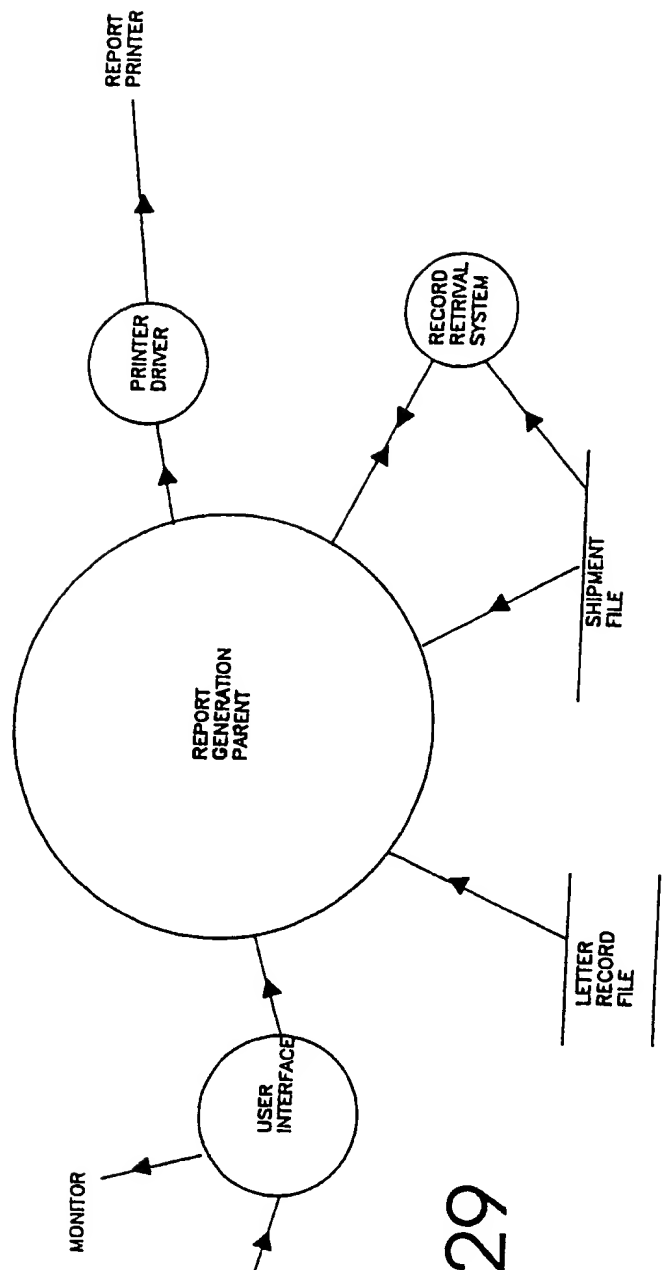 REPORT
PRINTER
PRINTER
DRIVER
RECORD
RETRIVAL
SYSTEM
REPORT
GENERATION
PARENT
SHIPMENT
FILE
USER
INTERFACE
LETTER
RECORD
FILE
MONITOR
29